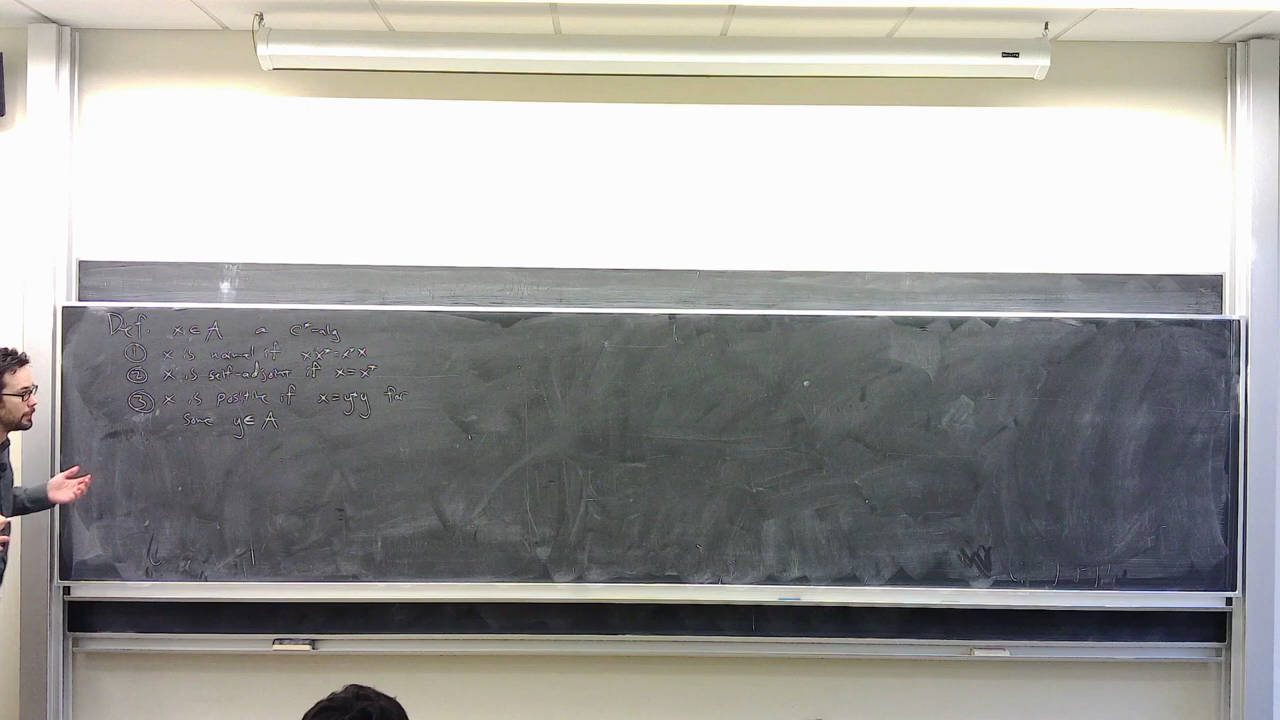 Def. x ∈ A a C*-alg
① x is normal if xx* = x*x
② x is self-adjoint if x = x*
③ x is positive if x = y*y for
some y ∈ A